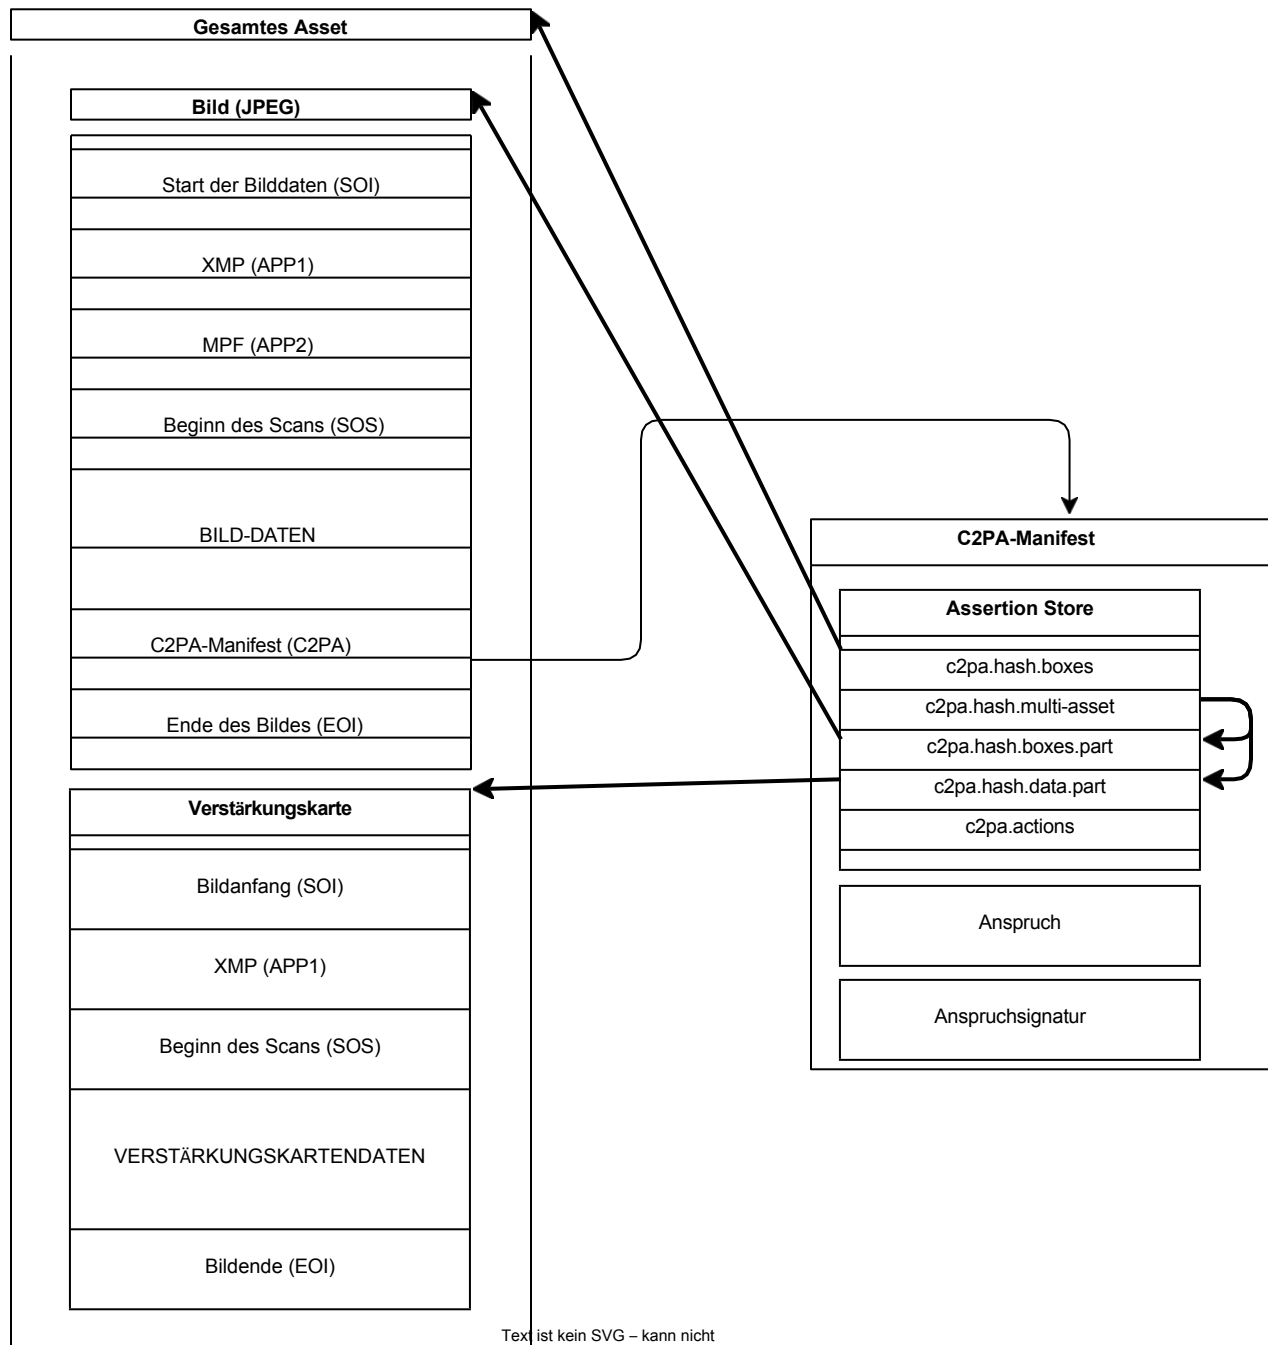 Gesamtes Asset
Bild (JPEG)
Start der Bilddaten (SOI)
XMP (APP1)
MPF (APP2)
Beginn des Scans (SOS)
BILD-DATEN
C2PA-Manifest (C2PA)
Ende des Bildes (EOI)
Verstärkungskarte
Bildanfang (SOI)
XMP (APP1)
Beginn des Scans (SOS)
VERSTÄRKUNGSKARTENDATEN
Bildende (EOI)
C2PA-Manifest
Assertion Store
c2pa.hash.boxes
c2pa.hash.multi-asset
c2pa.hash.boxes.part
c2pa.hash.data.part
c2pa.actions
Anspruch
Anspruchsignatur
Text ist kein SVG – kann nicht